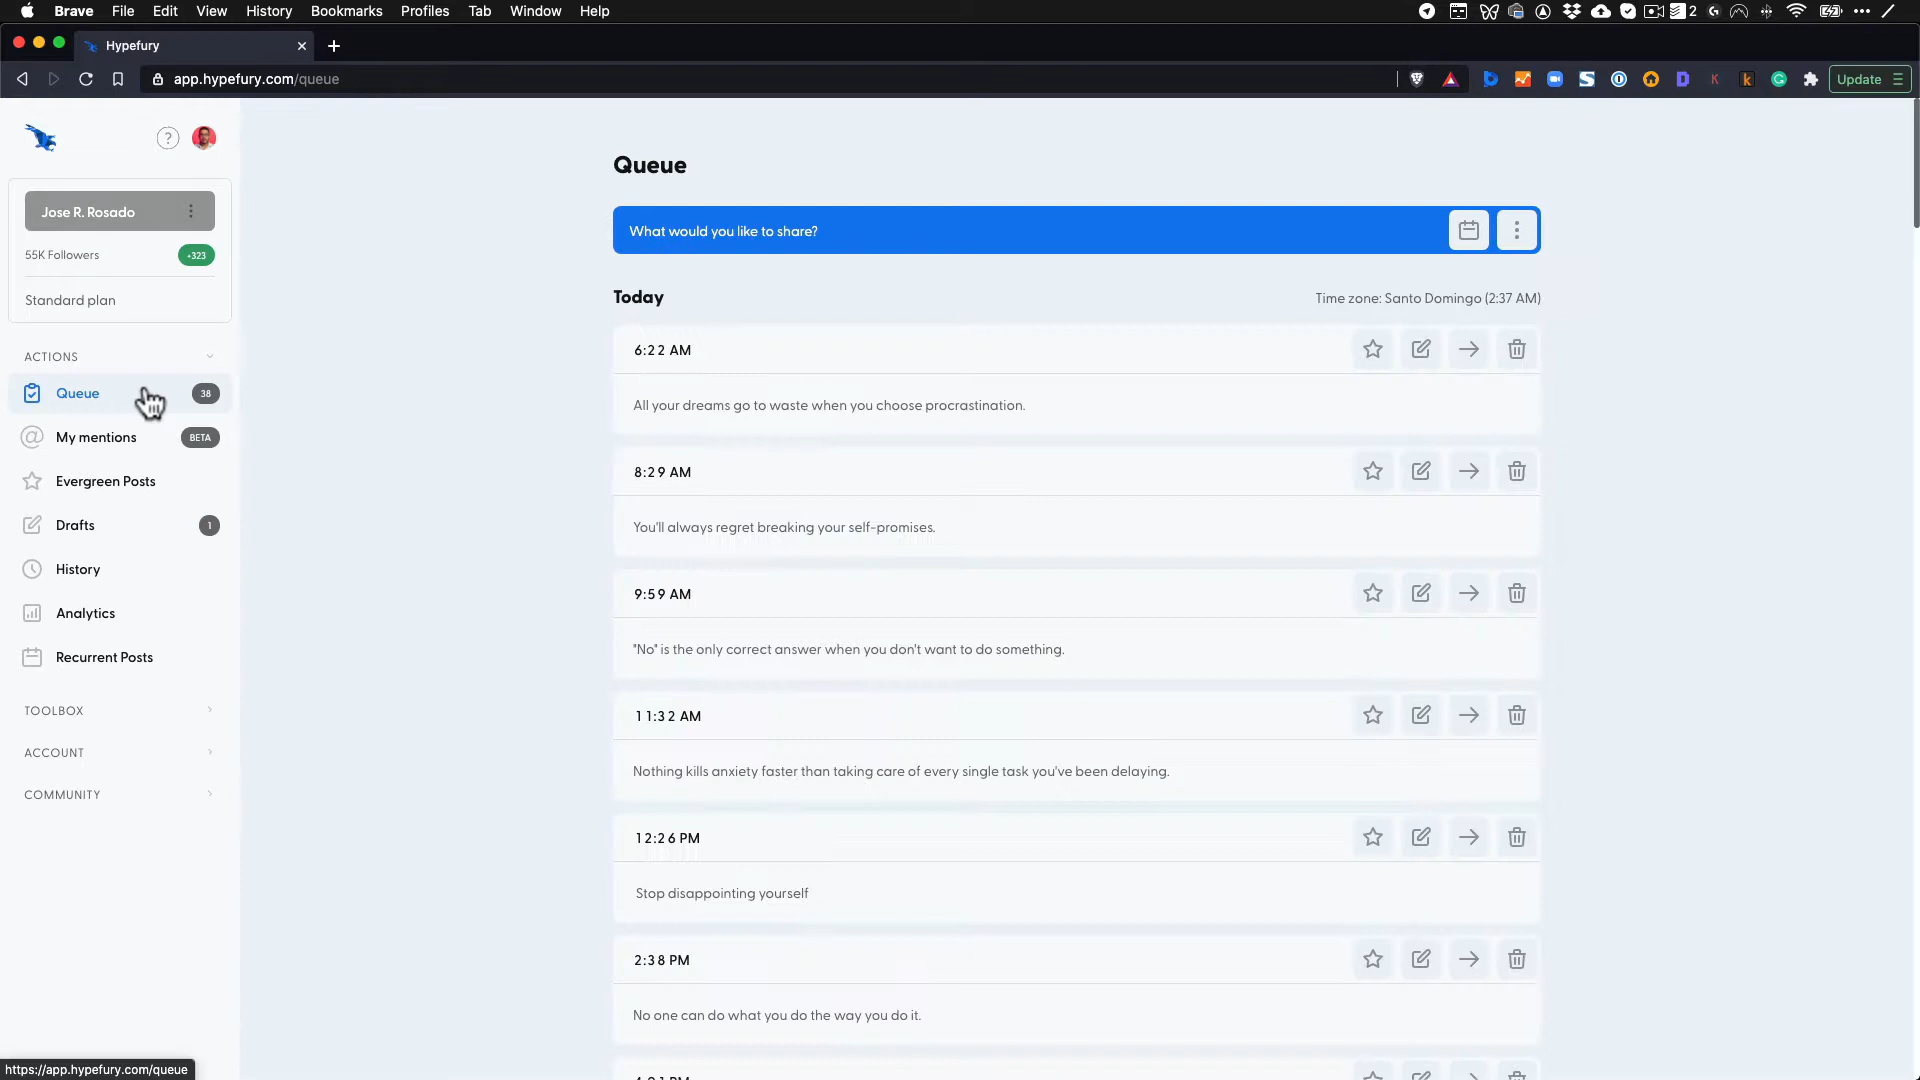 Brave File Edit View History Bookmarks Profiles Tab Window Help
2
Hypefury
app.hypefury.com/queue
Update
Jose R. Rosado
55K Followers
+323
Standard plan
ACTIONS
Queue
38
My mentions
BETA
Evergreen Posts
Drafts
1
History
Analytics
Recurrent Posts
TOOLBOX
ACCOUNT
COMMUNITY
https://app.hypefury.com/queue
Queue
What would you like to share?
Today
Time zone: Santo Domingo (2:37 AM)
6:22 AM
All your dreams go to waste when you choose procrastination.
8:29 AM
You'll always regret breaking your self-promises.
9:59 AM
"No" is the only correct answer when you don't want to do something.
11:32 AM
Nothing kills anxiety faster than taking care of every single task you've been delaying.
12:26 PM
Stop disappointing yourself
2:38 PM
No one can do what you do the way you do it.